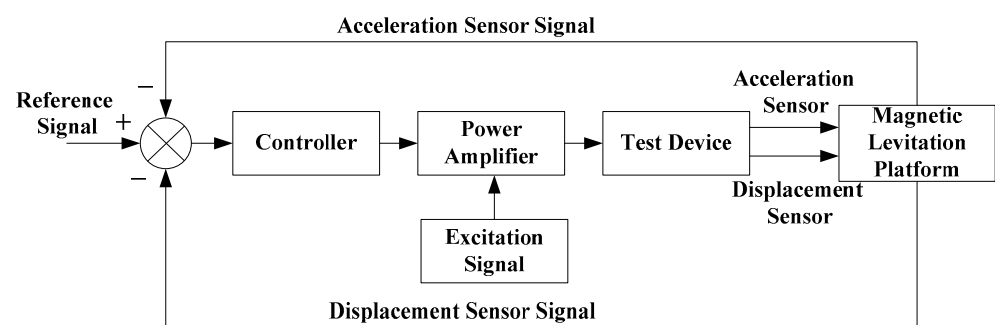 Acceleration Sensor Signal
Reference
Signal
+
−
−
Controller
Power
Amplifier
Test Device
Acceleration
Sensor
Displacement
Sensor
Magnetic
Levitation
Platform
Excitation
Signal
Displacement Sensor Signal